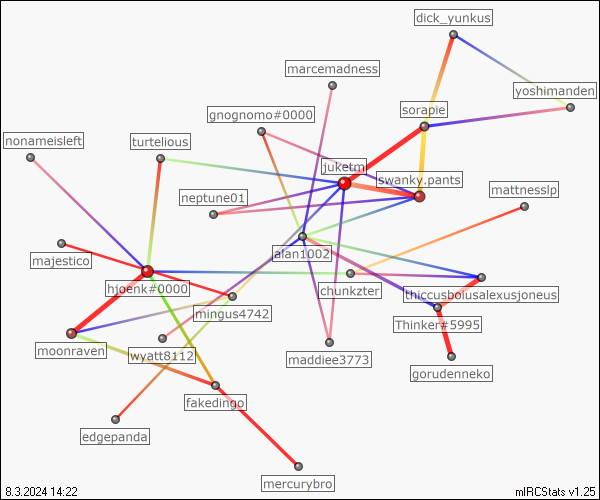 dick_yunkus
marcemadness
yoshimanden
sorapie
gnognomo#0000
nonameisleft
turtelious
juketm
swanky.pants
mattnesslp
neptune01
alan1002
majestico
hjoenk#0000
chunkzter
thiccusboiusalexusjoneus
mingus4742
Thinker#5995
moonraven
wyatt8112
maddiee3773
gorudenneko
fakedingo
edgepanda
mercurybro
8.3.2024 14:22
mIRCStats v1.25